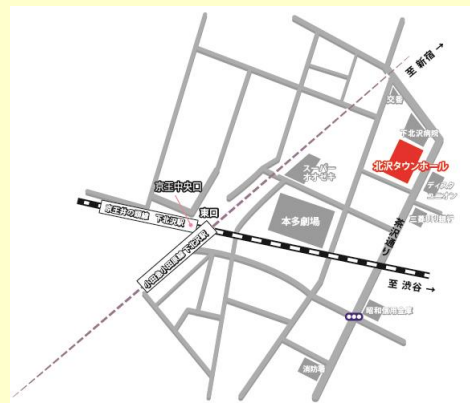 至 新宿 →
交番
下北沢病院
北沢タウンホール
スーパー
オオゼキ
ディスク
ユニオン
京王中央口
三菱UFJ銀行
東口
京王井の頭線 下北沢駅
本多劇場
茶沢通り
小田急小田原線下北沢駅
至 渋谷 →
昭和信用金庫
消防署